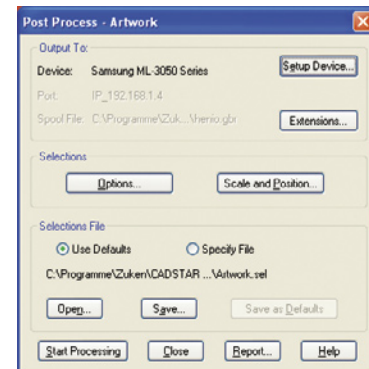 Post Process - Artwork
Output To:
Device: Samsung ML-3050 Series
Setup Device...
Port: IP_192.168.1.4
Spool File: C:\Programme\Zuk...\henio.gbr
Extensions...
Selections
Options...
Scale and Position...
Selections File
Use Defaults
Specify File
C:\Programme\Zuken\CADSTAR ...\Artwork.sel
Open...
Save...
Save as Defaults
Start Processing
Close
Report...
Help